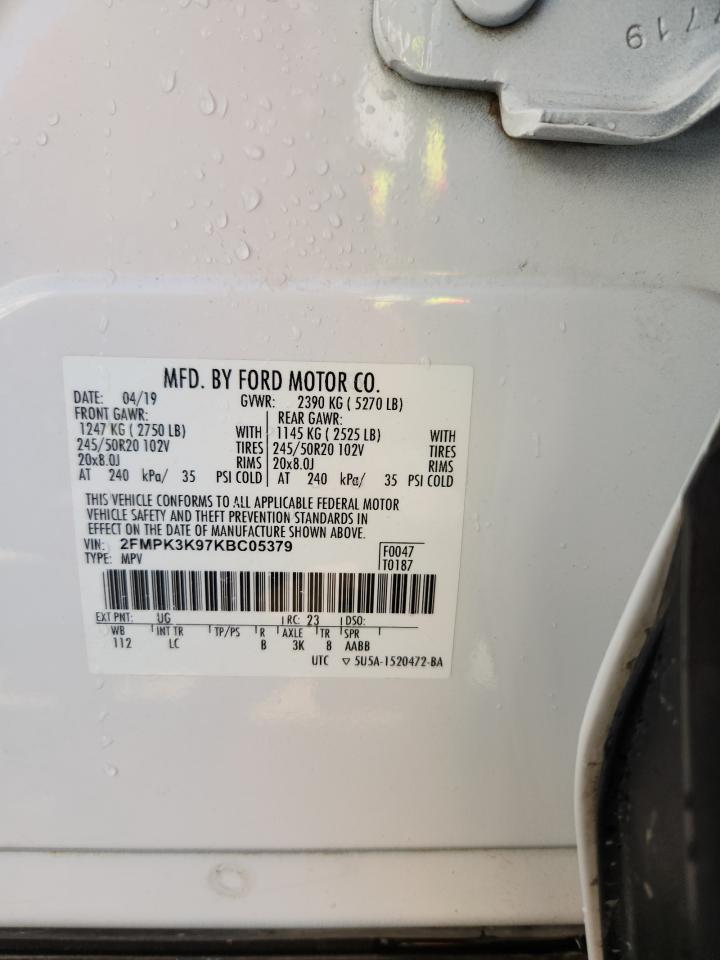 719
MFD. BY FORD MOTOR CO.
DATE: 04/19 GVWR: 2390 KG ( 5270 LB)
FRONT GAWR: REAR GAWR:
1247 KG ( 2750 LB) WITH 1145 KG ( 2525 LB) WITH
245/50R20 102V TIRES 245/50R20 102V TIRES
20x8.0J RIMS 20x8.0J RIMS
AT 240 kPa/ 35 PSI COLD AT 240 kPa/ 35 PSI COLD
THIS VEHICLE CONFORMS TO ALL APPLICABLE FEDERAL MOTOR
VEHICLE SAFETY AND THEFT PREVENTION STANDARDS IN
EFFECT ON THE DATE OF MANUFACTURE SHOWN ABOVE.
VIN: 2FMPK3K97KBC05379 F0047
TYPE: MPV T0187
EXT PNT: UG RC: 23 DSO:
WB INT TR TP/PS R AXLE TR SPR
112 LC B 3K 8 AABB
UTC ▽ 5U5A-1520472-BA